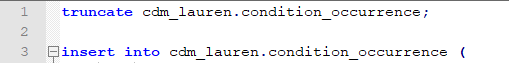 1 truncate cdm_lauren.condition_occurrence;
2
3 insert into cdm_lauren.condition_occurrence (